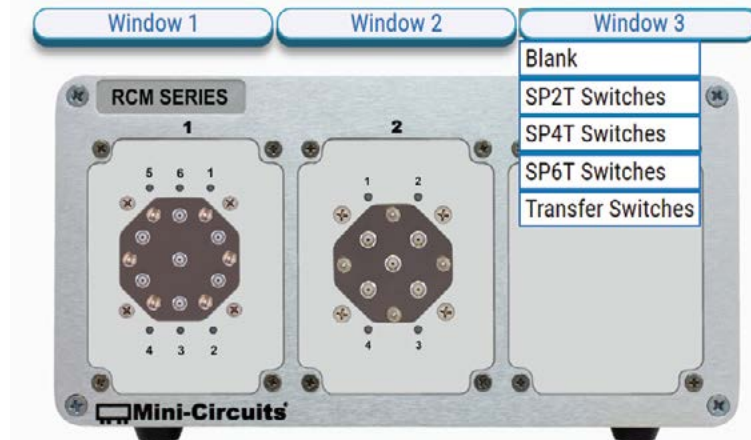 Window 1
Window 2
Window 3
Blank
SP2T Switches
SP4T Switches
SP6T Switches
Transfer Switches
RCM SERIES
1
2
5 6 1
4 3 2
1 2
4 3
Mini-Circuits